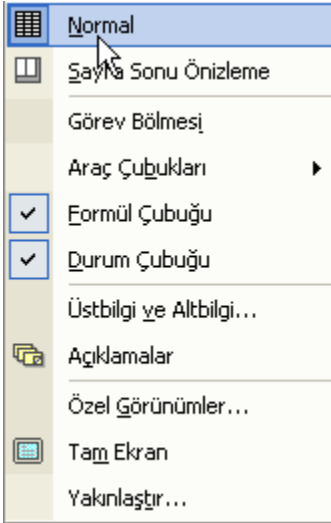 Normal
Sayfa Sonu Önizleme
Görev Bölmesi
Araç Çubukları
Formül Çubuğu
Durum Çubuğu
Üstbilgi ve Altbilgi...
Açıklamalar
Özel Görünümler...
Tam Ekran
Yakınlaştır...